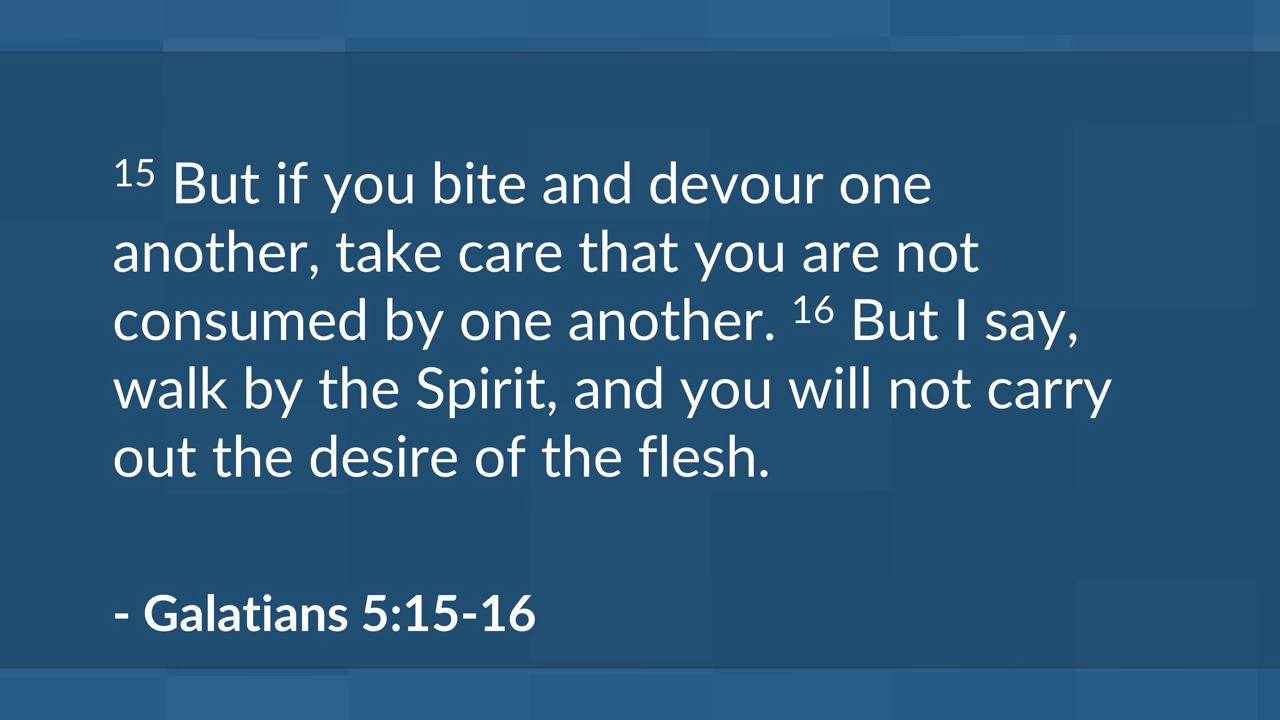 15 But if you bite and devour one
another, take care that you are not
consumed by one another. 16 But I say,
walk by the Spirit, and you will not carry
out the desire of the flesh.
- Galatians 5:15-16